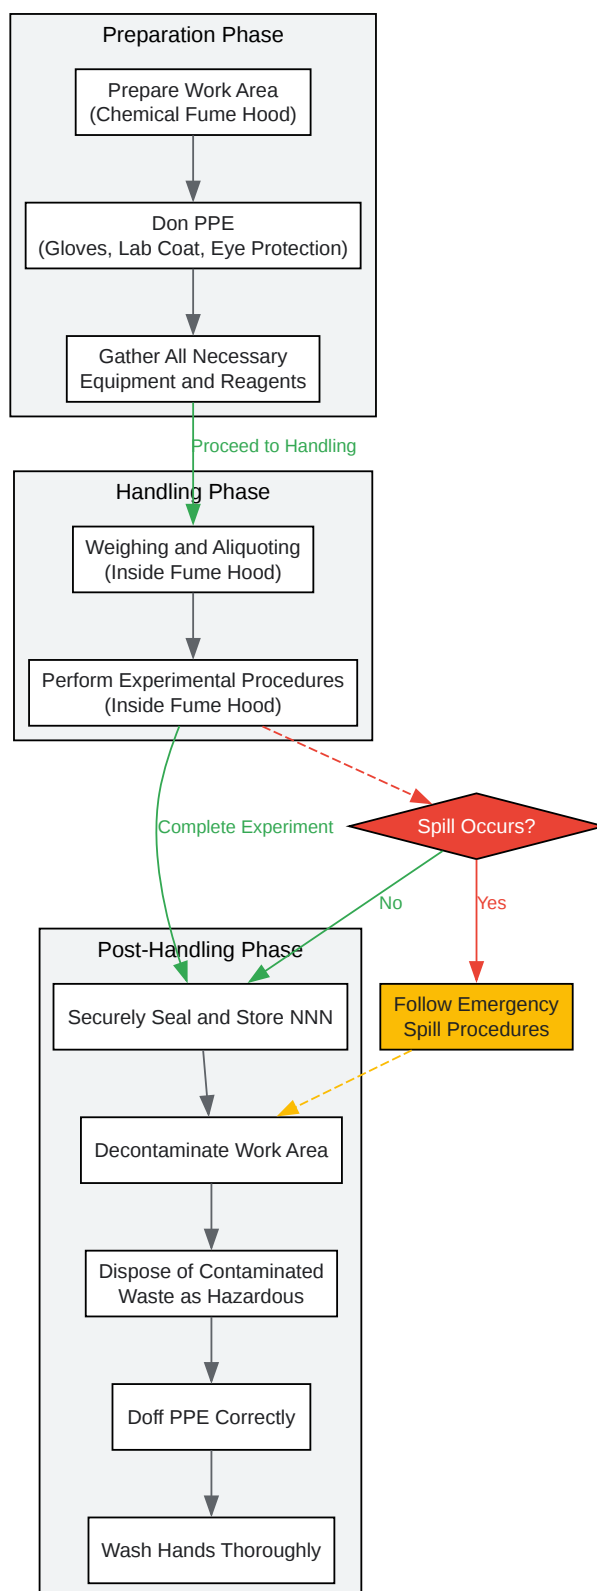 Preparation Phase
Prepare Work Area
(Chemical Fume Hood)
Don PPE
(Gloves, Lab Coat, Eye Protection)
Gather All Necessary
Equipment and Reagents
Proceed to Handling
Handling Phase
Weighing and Aliquoting
(Inside Fume Hood)
Perform Experimental Procedures
(Inside Fume Hood)
Complete Experiment
Spill Occurs?
No
Yes
Post-Handling Phase
Securely Seal and Store NNN
Follow Emergency
Spill Procedures
Decontaminate Work Area
Dispose of Contaminated
Waste as Hazardous
Doff PPE Correctly
Wash Hands Thoroughly